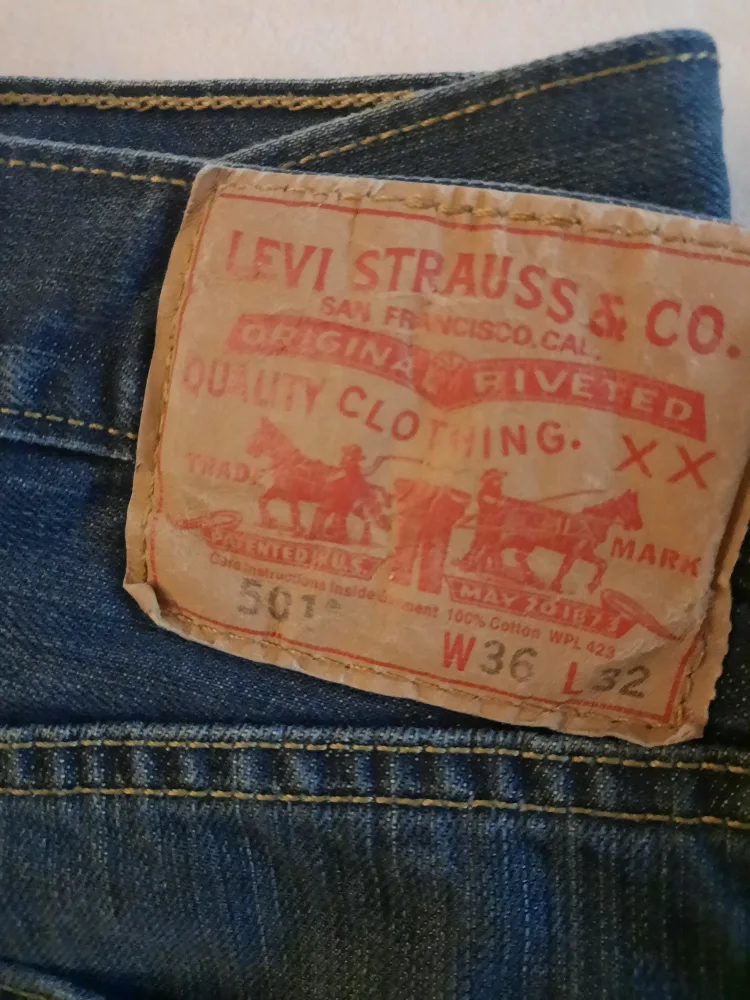 LEVI STRAUSS & CO.
SAN FRANCISCO, CAL.
ORIGINAL RIVETED
QUALITY CLOTHING. XX
TRADE MARK
PATENTED IN U.S. MAY 20 1873
Care Instructions Inside Garment 100% Cotton WPL 423
501
W36 L32